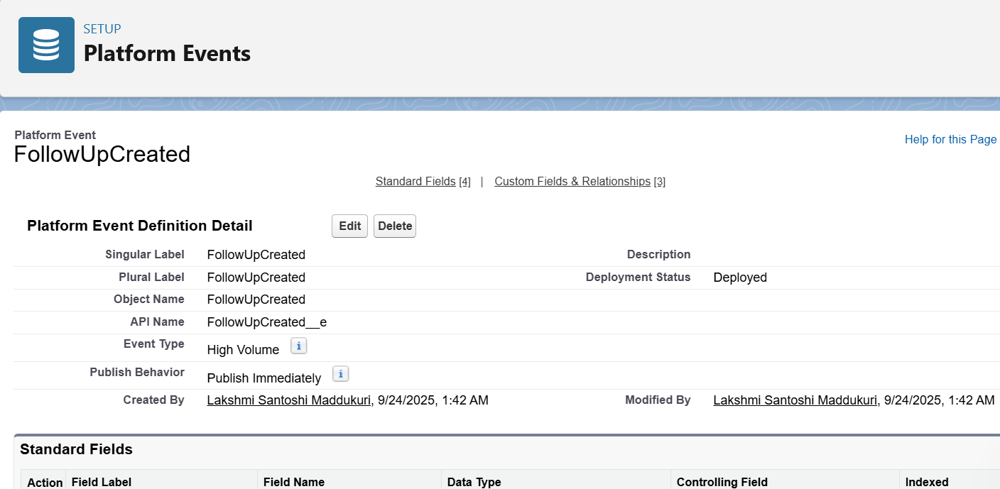 SETUP
Platform Events
Platform Event
FollowUpCreated
Help for this Page
Standard Fields [4] | Custom Fields & Relationships [3]
Platform Event Definition Detail Edit Delete
Singular Label FollowUpCreated Description
Plural Label FollowUpCreated Deployment Status Deployed
Object Name FollowUpCreated
API Name FollowUpCreated__e
Event Type High Volume i
Publish Behavior Publish Immediately i
Created By Lakshmi Santoshi Maddukuri, 9/24/2025, 1:42 AM Modified By Lakshmi Santoshi Maddukuri, 9/24/2025, 1:42 AM
Standard Fields
Action Field Label Field Name Data Type Controlling Field Indexed